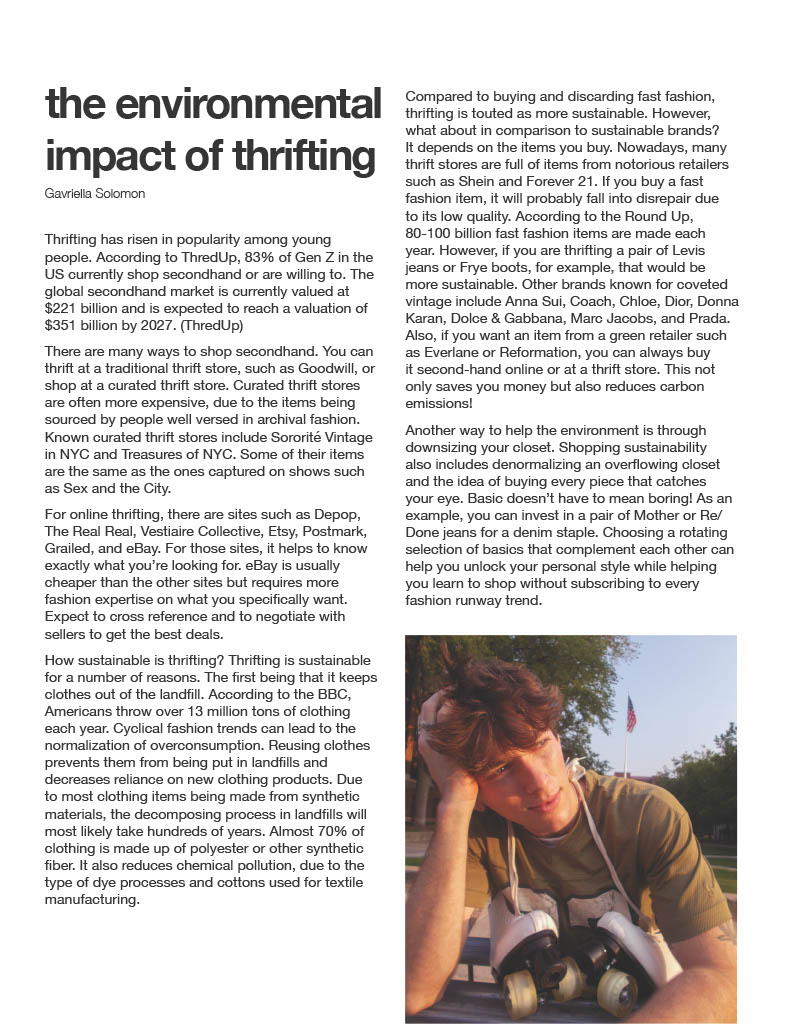 the environmental
impact of thrifting
Gavriella Solomon
Thrifting has risen in popularity among young
people. According to ThredUp, 83% of Gen Z in the
US currently shop secondhand or are willing to. The
global secondhand market is currently valued at
$221 billion and is expected to reach a valuation of
$351 billion by 2027. (ThredUp)
There are many ways to shop secondhand. You can
thrift at a traditional thrift store, such as Goodwill, or
shop at a curated thrift store. Curated thrift stores
are often more expensive, due to the items being
sourced by people well versed in archival fashion.
Known curated thrift stores include Sororité Vintage
in NYC and Treasures of NYC. Some of their items
are the same as the ones captured on shows such
as Sex and the City.
For online thrifting, there are sites such as Depop,
The Real Real, Vestiaire Collective, Etsy, Postmark,
Grailed, and eBay. For those sites, it helps to know
exactly what you're looking for. eBay is usually
cheaper than the other sites but requires more
fashion expertise on what you specifically want.
Expect to cross reference and to negotiate with
sellers to get the best deals.
How sustainable is thrifting? Thrifting is sustainable
for a number of reasons. The first being that it keeps
clothes out of the landfill. According to the BBC,
Americans throw over 13 million tons of clothing
each year. Cyclical fashion trends can lead to the
normalization of overconsumption. Reusing clothes
prevents them from being put in landfills and
decreases reliance on new clothing products. Due
to most clothing items being made from synthetic
materials, the decomposing process in landfills will
most likely take hundreds of years. Almost 70% of
clothing is made up of polyester or other synthetic
fiber. It also reduces chemical pollution, due to the
type of dye processes and cottons used for textile
manufacturing.
Compared to buying and discarding fast fashion,
thrifting is touted as more sustainable. However,
what about in comparison to sustainable brands?
It depends on the items you buy. Nowadays, many
thrift stores are full of items from notorious retailers
such as Shein and Forever 21. If you buy a fast
fashion item, it will probably fall into disrepair due
to its low quality. According to the Round Up,
80-100 billion fast fashion items are made each
year. However, if you are thrifting a pair of Levis
jeans or Frye boots, for example, that would be
more sustainable. Other brands known for coveted
vintage include Anna Sui, Coach, Chloe, Dior, Donna
Karan, Dolce & Gabbana, Marc Jacobs, and Prada.
Also, if you want an item from a green retailer such
as Everlane or Reformation, you can always buy
it second-hand online or at a thrift store. This not
only saves you money but also reduces carbon
emissions!
Another way to help the environment is through
downsizing your closet. Shopping sustainability
also includes denormalizing an overflowing closet
and the idea of buying every piece that catches
your eye. Basic doesn't have to mean boring! As an
example, you can invest in a pair of Mother or Re/
Done jeans for a denim staple. Choosing a rotating
selection of basics that complement each other can
help you unlock your personal style while helping
you learn to shop without subscribing to every
fashion runway trend.